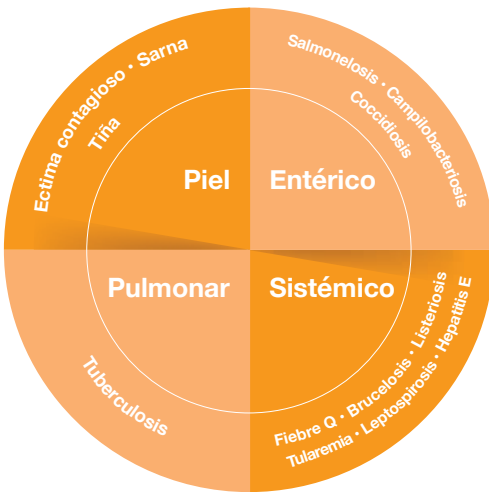 Ectima contagioso • Sarna
Tiña
Piel
Salmonelosis • Campilobacteriosis
Coccidiosis
Entérico
Pulmonar
Tuberculosis
Sistémico
Fiebre Q • Brucelosis • Listeriosis
Tularemia • Leptospirosis • Hepatitis E